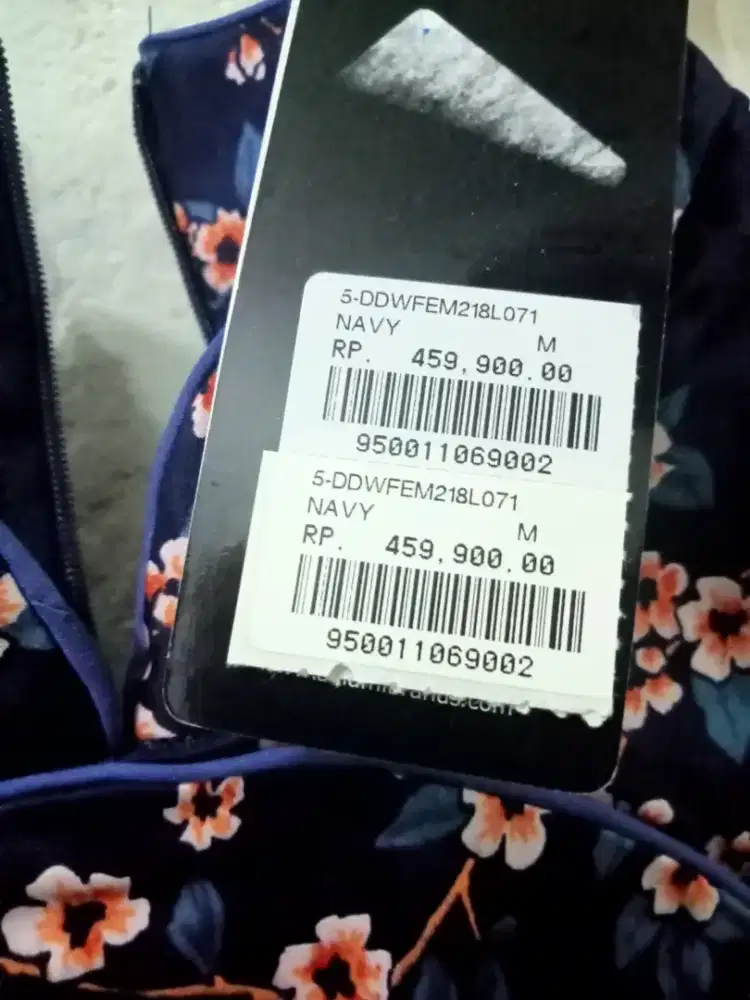 5-DDWFEM218L071
NAVY
M
RP. 459,900.00
950011069002
5-DDWFEM218L071
NAVY
M
RP. 459,900.00
950011069002